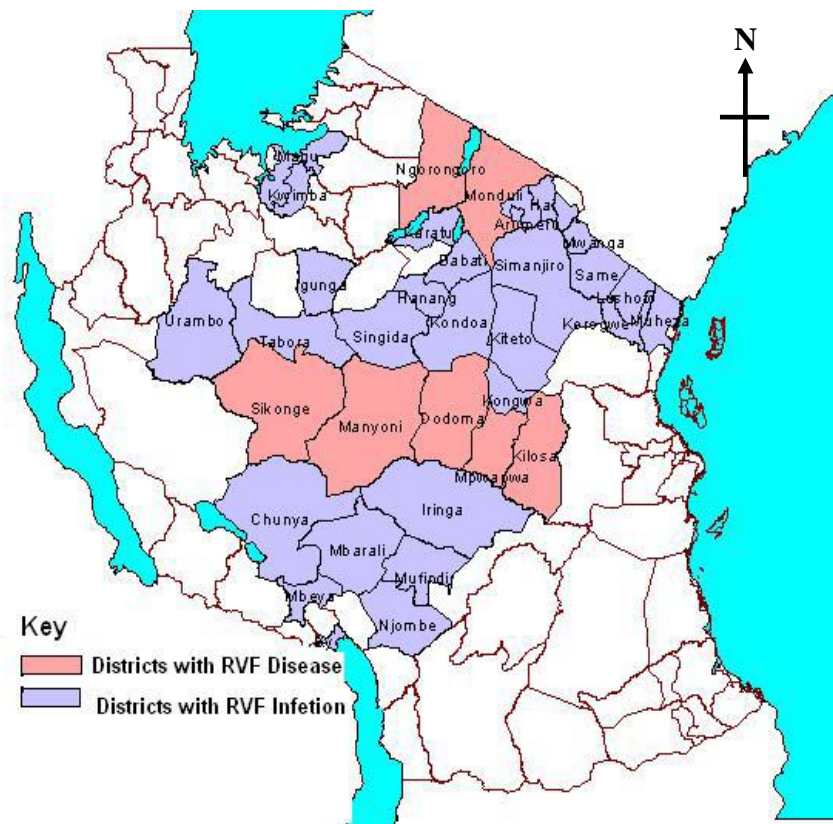 N
Magu
Kwimba
Ngorongoro
Monduli
Hai
Arumeru
Karatu
Mwanga
Babati
Simanjiro
Same
Igunga
Hanang
Lushoto
Urambo
Kondoa
Muheza
Tabora
Singida
Kiteto
Korogwe
Sikonge
Kongwa
Manyoni
Dodoma
Kilosa
Mpwapwa
Chunya
Iringa
Mbarali
Mufindi
Mbeya
Njombe
Key
Districts with RVF Disease
Districts with RVF Infetion